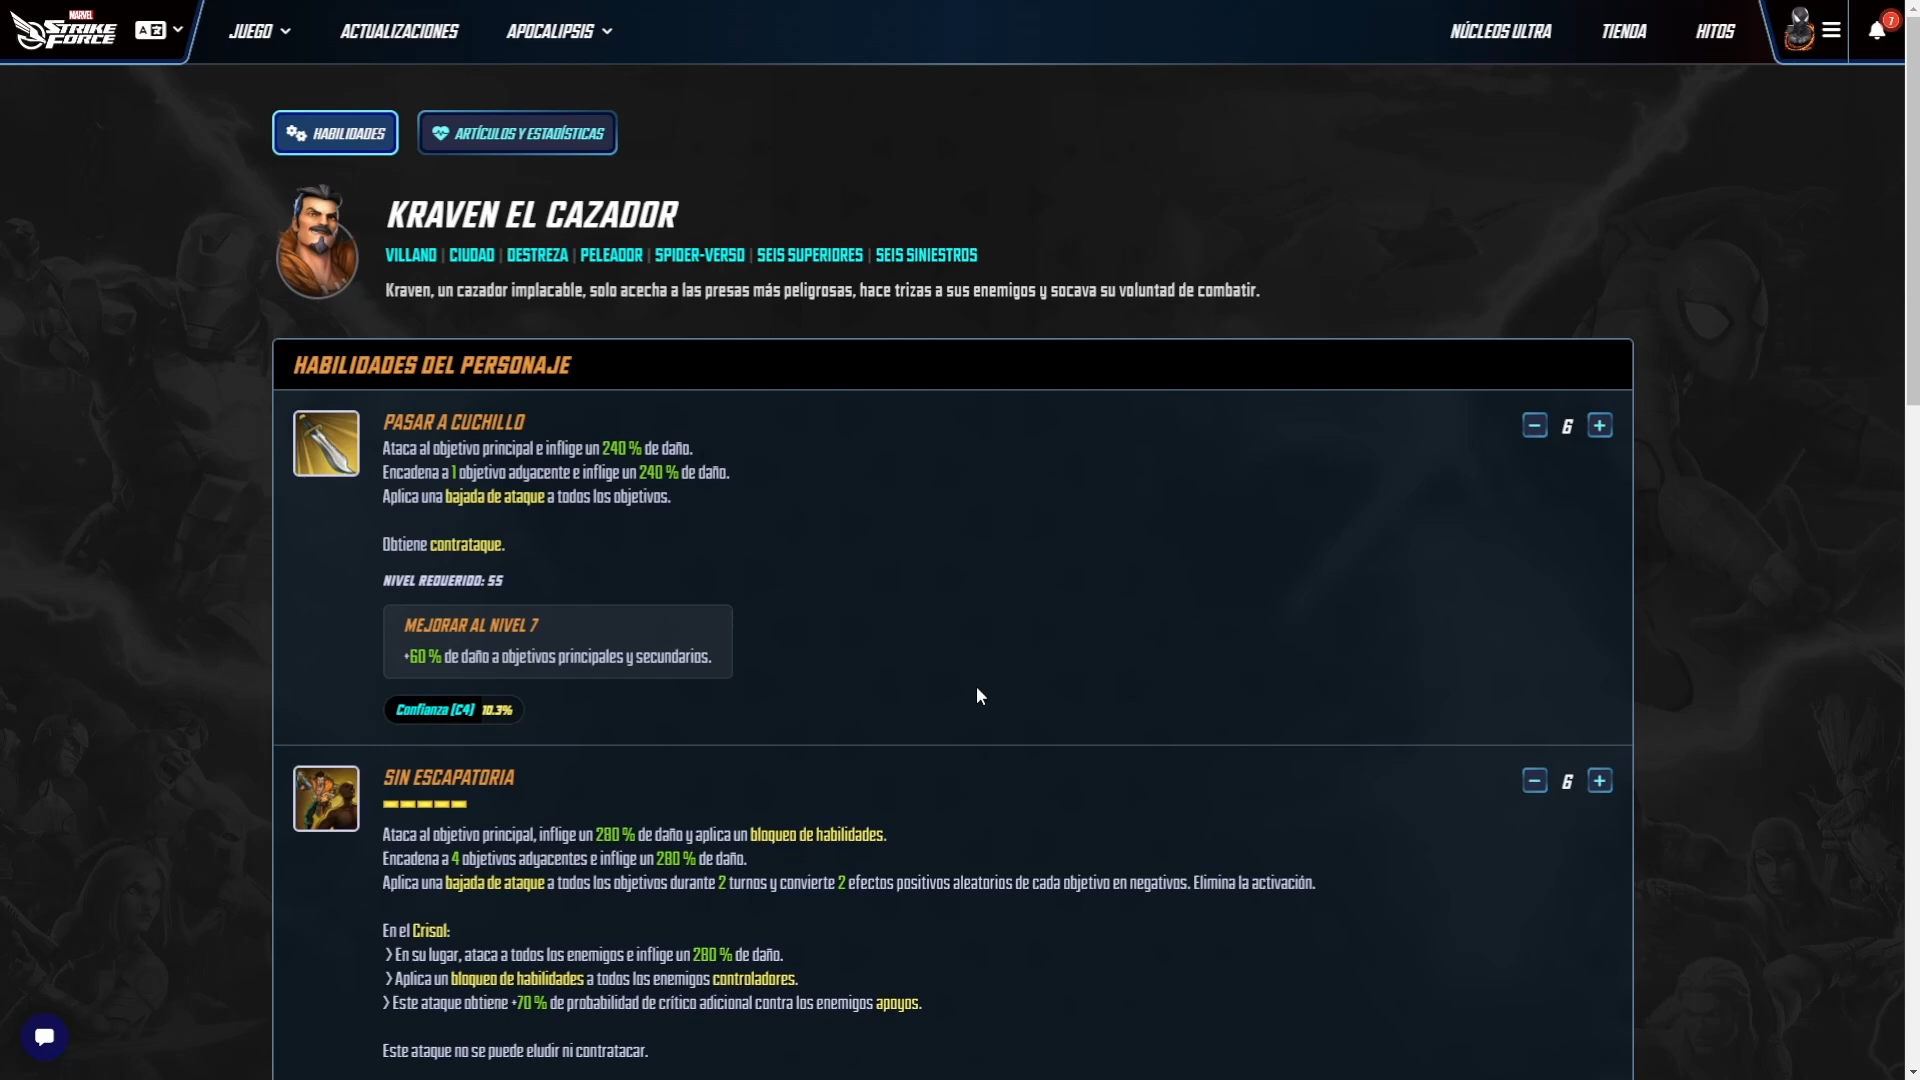 MARVEL
STRIKE
FORCE
JUEGO
ACTUALIZACIONES
APOCALIPSIS
NÚCLEOS ULTRA
TIENDA
HITOS
7
HABILIDADES
ARTÍCULOS Y ESTADÍSTICAS
KRAVEN EL CAZADOR
VILLANO | CIUDAD | DESTREZA | PELEADOR | SPIDER-VERSO | SEIS SUPERIORES | SEIS SINIESTROS
Kraven, un cazador implacable, solo acecha a las presas más peligrosas, hace trizas a sus enemigos y socava su voluntad de combatir.
HABILIDADES DEL PERSONAJE
PASAR A CUCHILLO
6
Ataca al objetivo principal e inflige un 240 % de daño.
Encadena a 1 objetivo adyacente e inflige un 240 % de daño.
Aplica una bajada de ataque a todos los objetivos.
Obtiene contrataque.
NIVEL REQUERIDO: 55
MEJORAR AL NIVEL 7
+60 % de daño a objetivos principales y secundarios.
Confianza [C4] 10.3%
SIN ESCAPATORIA
6
Ataca al objetivo principal, inflige un 280 % de daño y aplica un bloqueo de habilidades.
Encadena a 4 objetivos adyacentes e inflige un 280 % de daño.
Aplica una bajada de ataque a todos los objetivos durante 2 turnos y convierte 2 efectos positivos aleatorios de cada objetivo en negativos. Elimina la activación.
En el Crisol:
> En su lugar, ataca a todos los enemigos e inflige un 280 % de daño.
> Aplica un bloqueo de habilidades a todos los enemigos controladores.
> Este ataque obtiene +70 % de probabilidad de crítico adicional contra los enemigos apoyos.
Este ataque no se puede eludir ni contratacar.